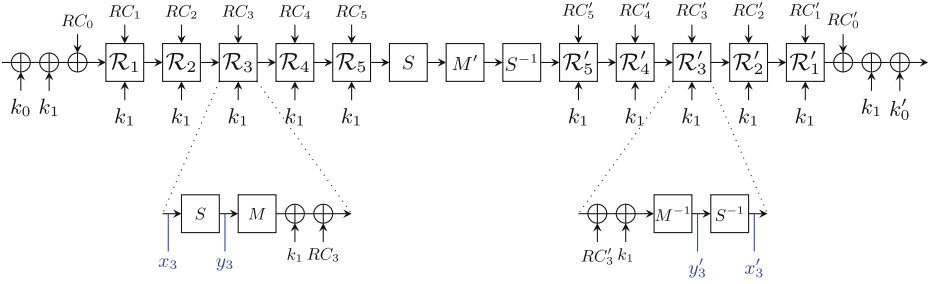 RC₁ RC₂ RC₃ RC₄ RC₅ RC′₅ RC′₄ RC′₃ RC′₂ RC′₁
RC₀ RC′₀
ℛ₁ ℛ₂ ℛ₃ ℛ₄ ℛ₅ S M′ S⁻¹ ℛ′₅ ℛ′₄ ℛ′₃ ℛ′₂ ℛ′₁
k₀ k₁ k₁ k₁ k₁ k₁ k₁ k₁ k₁ k₁ k₁ k₁ k₁ k′₀
S M M⁻¹ S⁻¹
x₃ y₃ k₁ RC₃ RC′₃ k₁ y′₃ x′₃